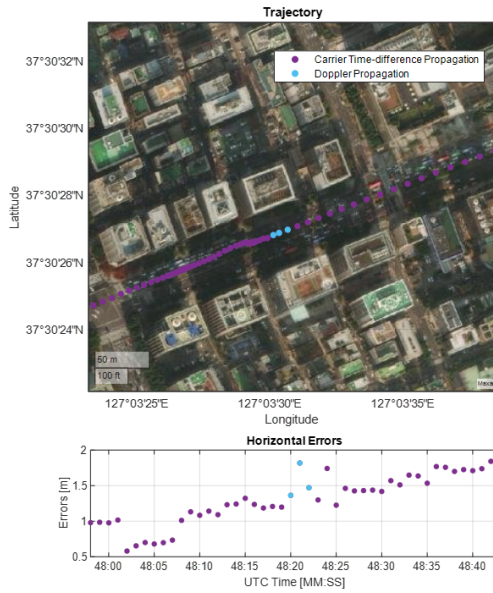 Trajectory
Carrier Time-difference Propagation
Doppler Propagation
37°30'32"N
37°30'30"N
37°30'28"N
37°30'26"N
37°30'24"N
Latitude
50 m
100 ft
127°03'25"E
127°03'30"E
127°03'35"E
Longitude
Horizontal Errors
2
1.5
1
0.5
Errors [m]
48:00
48:05
48:10
48:15
48:20
48:25
48:30
48:35
48:40
UTC Time [MM:SS]